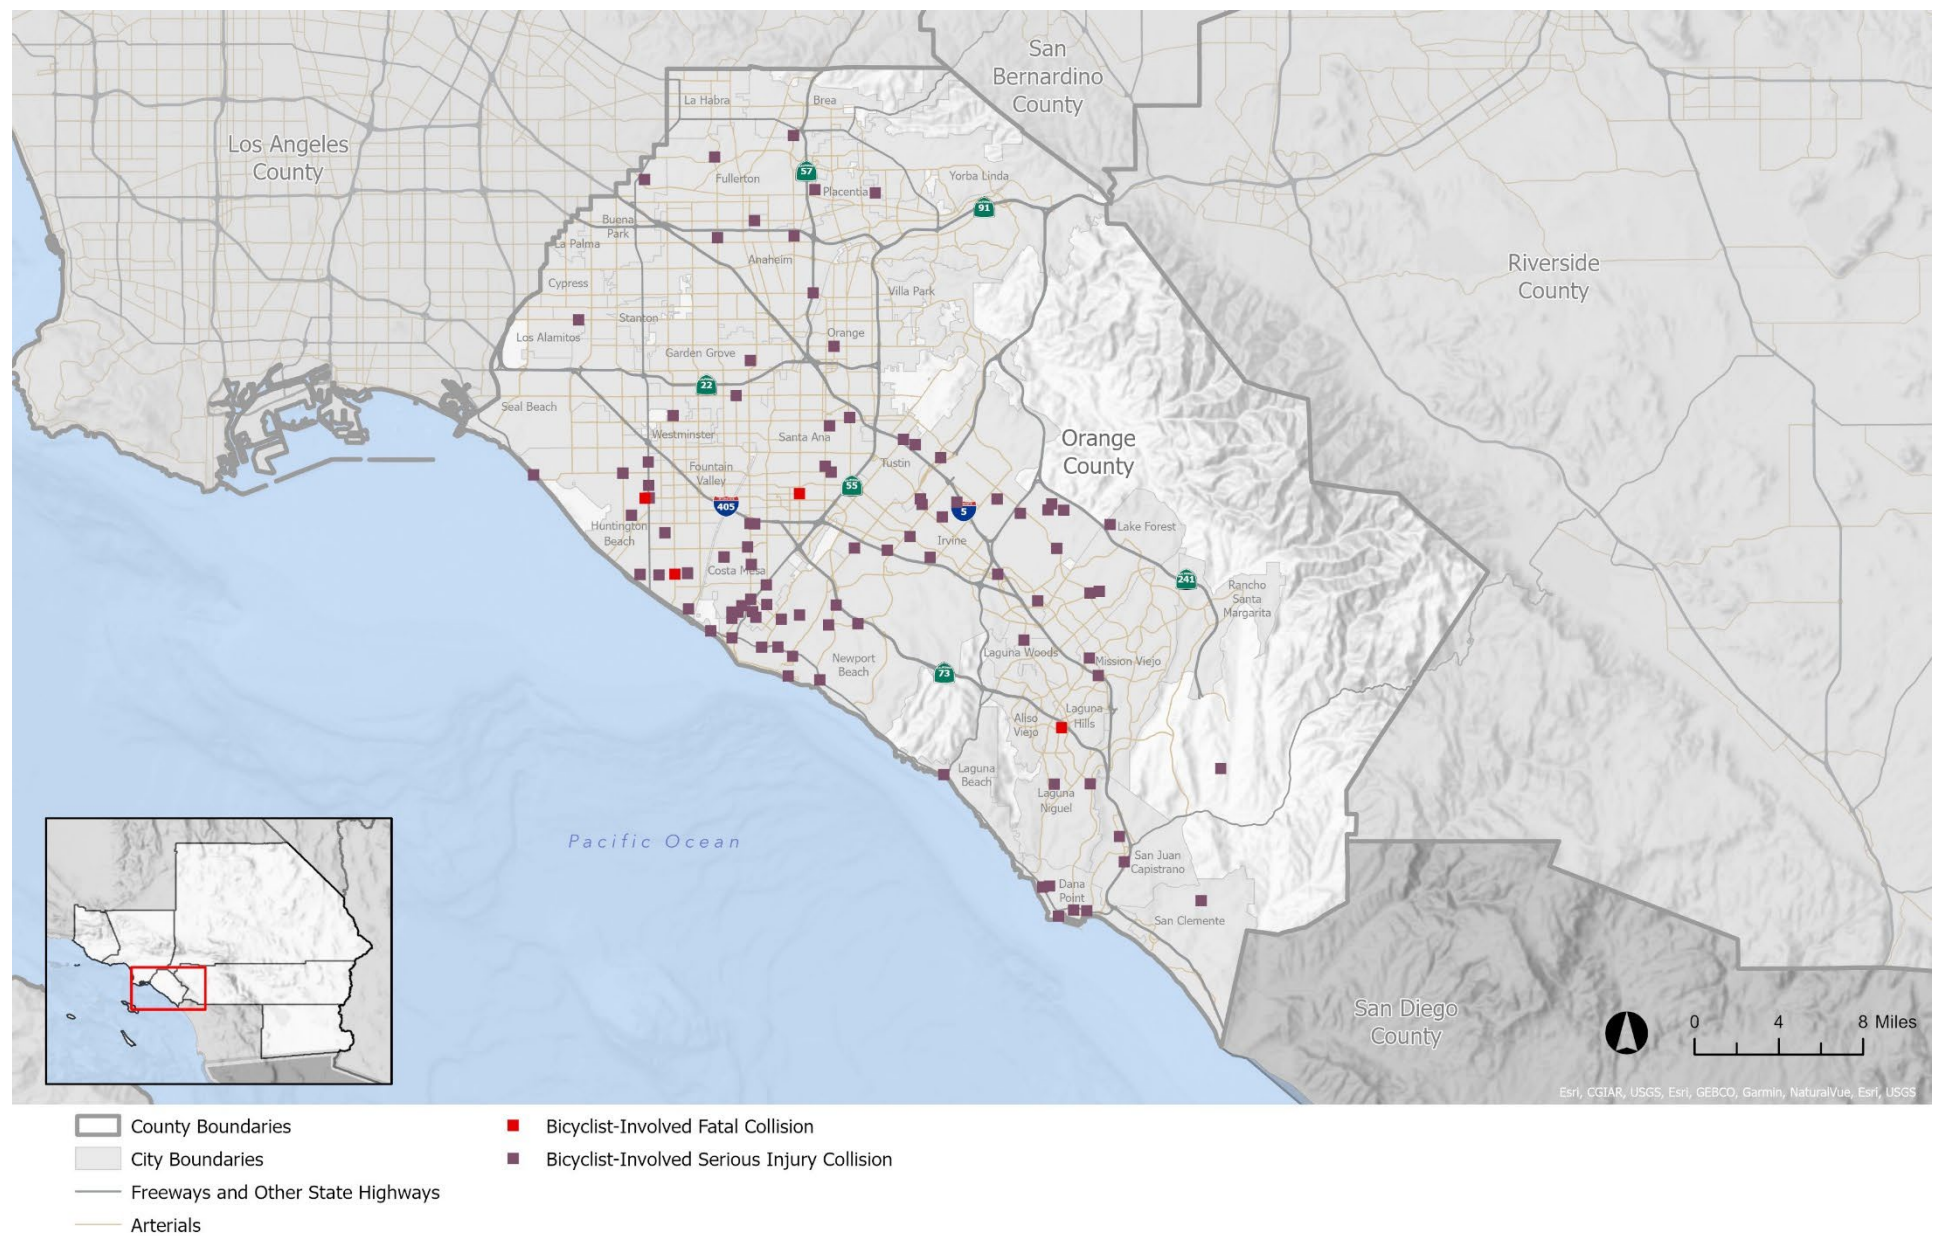 San
Bernardino
County
Los Angeles
County
La Habra
Brea
57
Fullerton
Placentia
Yorba Linda
91
Buena
Park
La Palma
Anaheim
Riverside
County
Cypress
Villa Park
Stanton
Los Alamitos
Orange
Garden Grove
22
Seal Beach
Westminster
Santa Ana
Orange
County
Tustin
Fountain
Valley
55
405
5
Huntington
Beach
Irvine
Lake Forest
Costa Mesa
241
Rancho
Santa
Margarita
Newport
Beach
Laguna Woods
Mission Viejo
73
Aliso
Viejo
Laguna
Hills
Laguna
Beach
Laguna
Niguel
Pacific Ocean
San Juan
Capistrano
Dana
Point
San Clemente
San Diego
County
0 4 8 Miles
Esri, CGIAR, USGS, Esri, GEBCO, Garmin, NaturalVue, Esri, USGS
County Boundaries
City Boundaries
Freeways and Other State Highways
Arterials
Bicyclist-Involved Fatal Collision
Bicyclist-Involved Serious Injury Collision